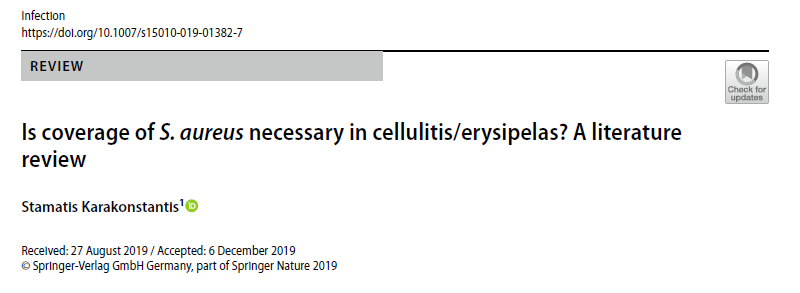 Infection
https://doi.org/10.1007/s15010-019-01382-7
REVIEW
Check for
updates
Is coverage of S. aureus necessary in cellulitis/erysipelas? A literature
review
Stamatis Karakonstantis1 iD
Received: 27 August 2019 / Accepted: 6 December 2019
© Springer-Verlag GmbH Germany, part of Springer Nature 2019